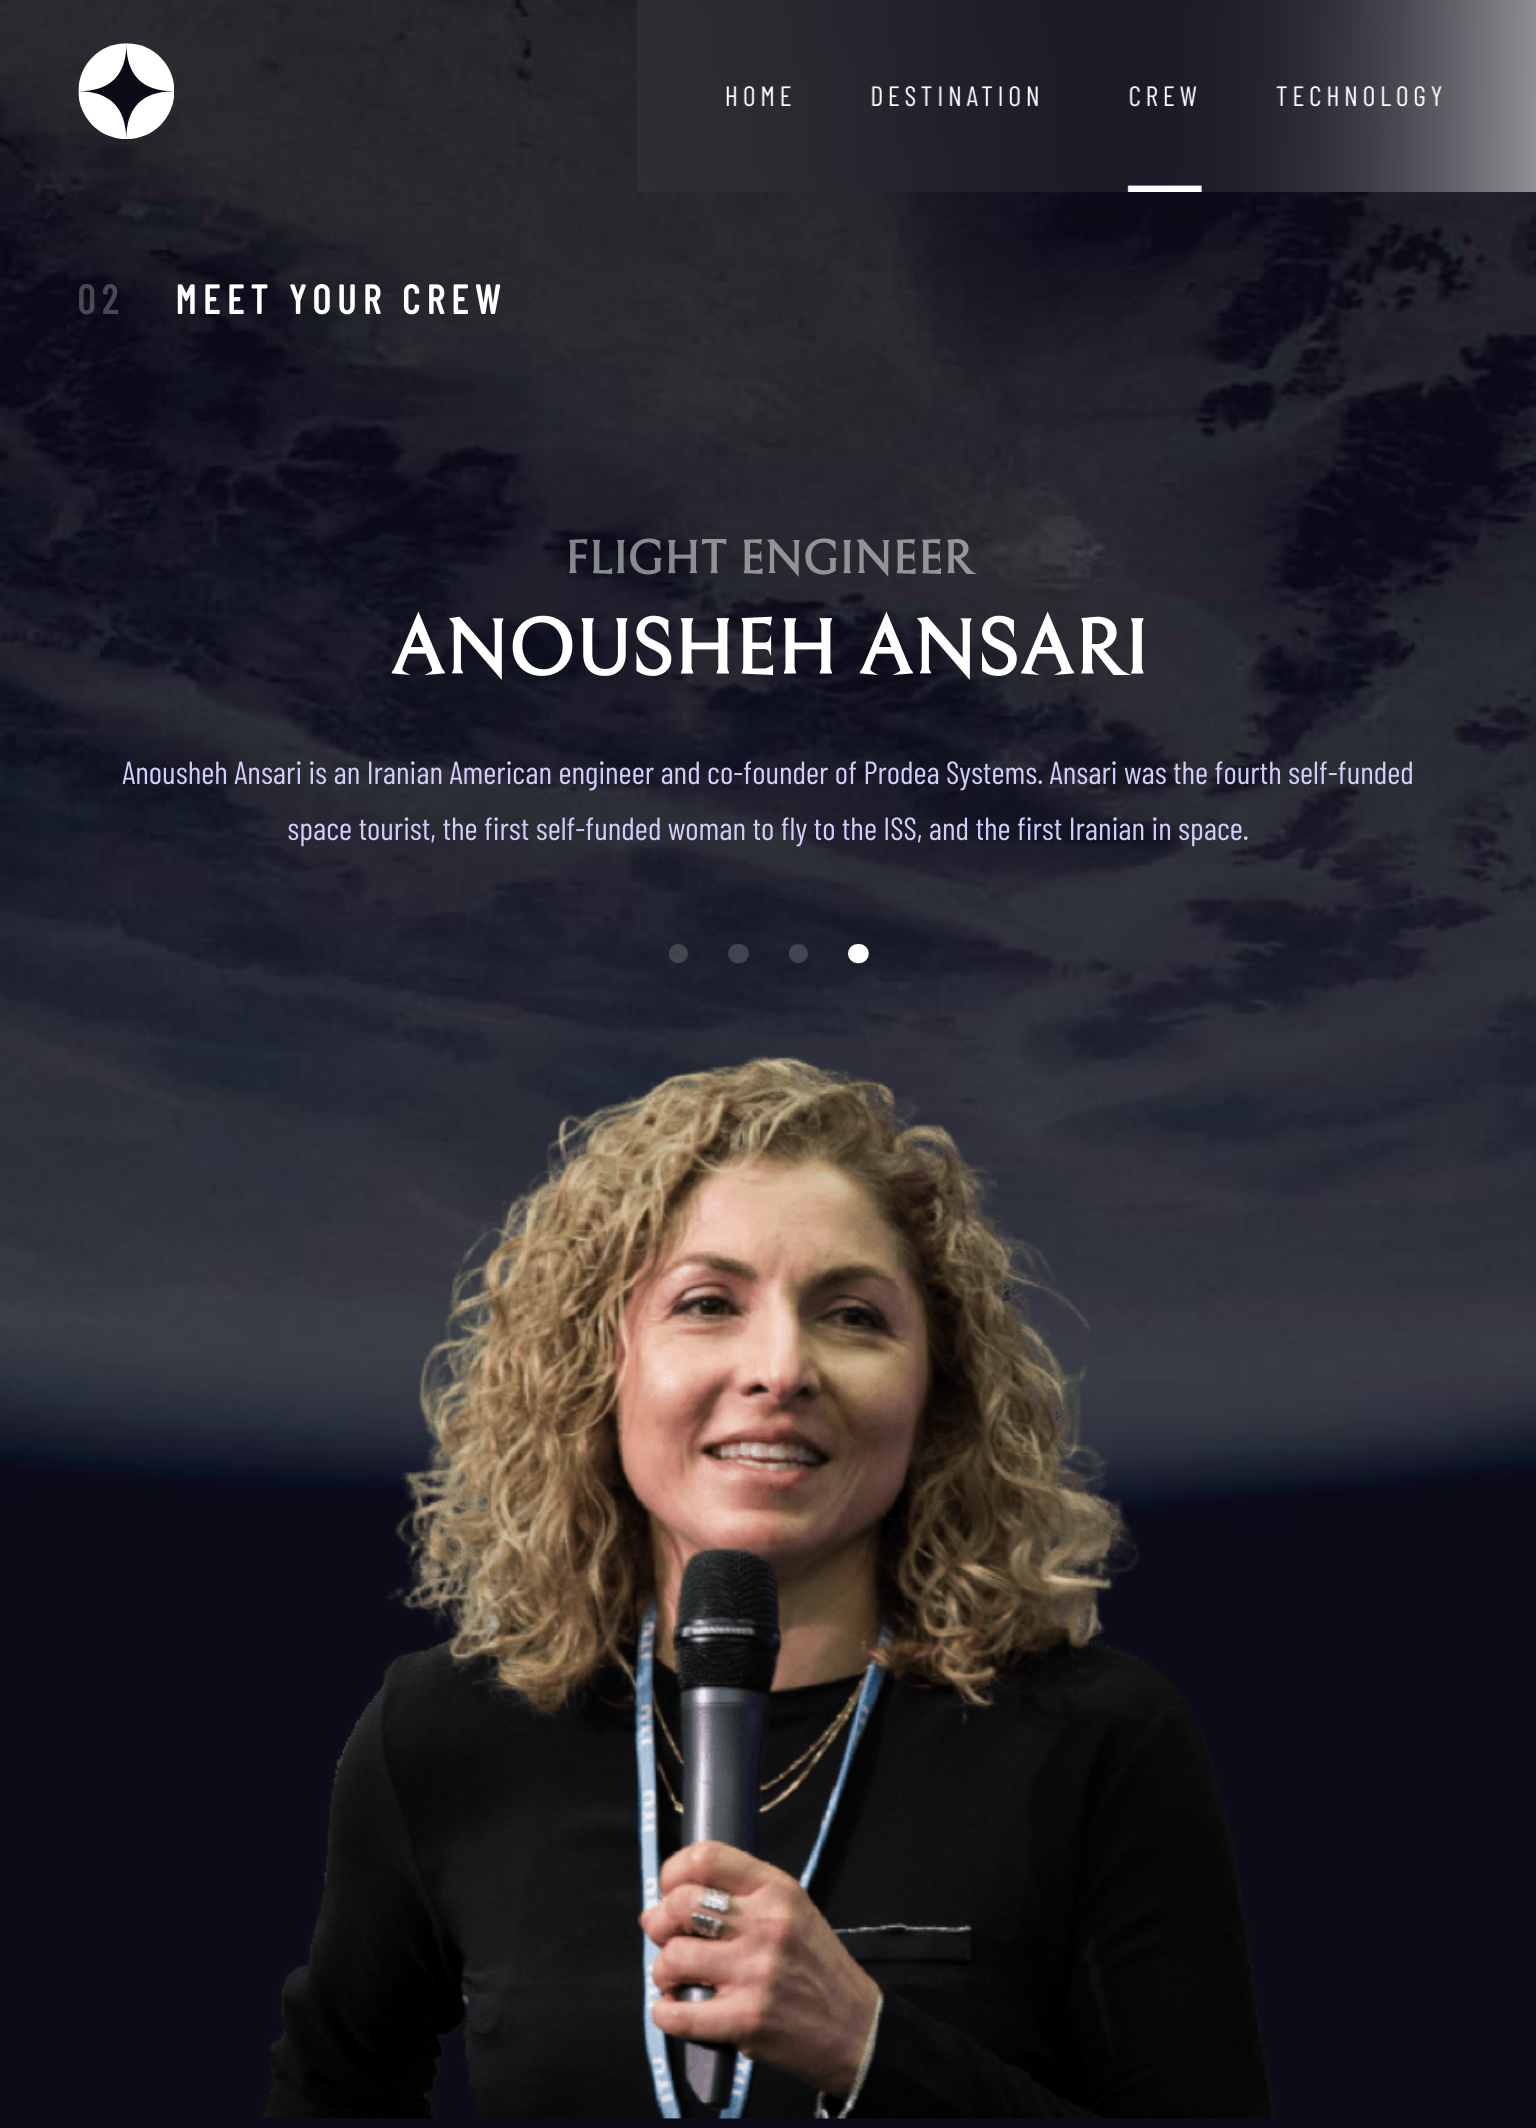 HOME DESTINATION CREW TECHNOLOGY
02 MEET YOUR CREW
FLIGHT ENGINEER
ANOUSHEH ANSARI
Anousheh Ansari is an Iranian American engineer and co-founder of Prodea Systems. Ansari was the fourth self-funded
space tourist, the first self-funded woman to fly to the ISS, and the first Iranian in space.